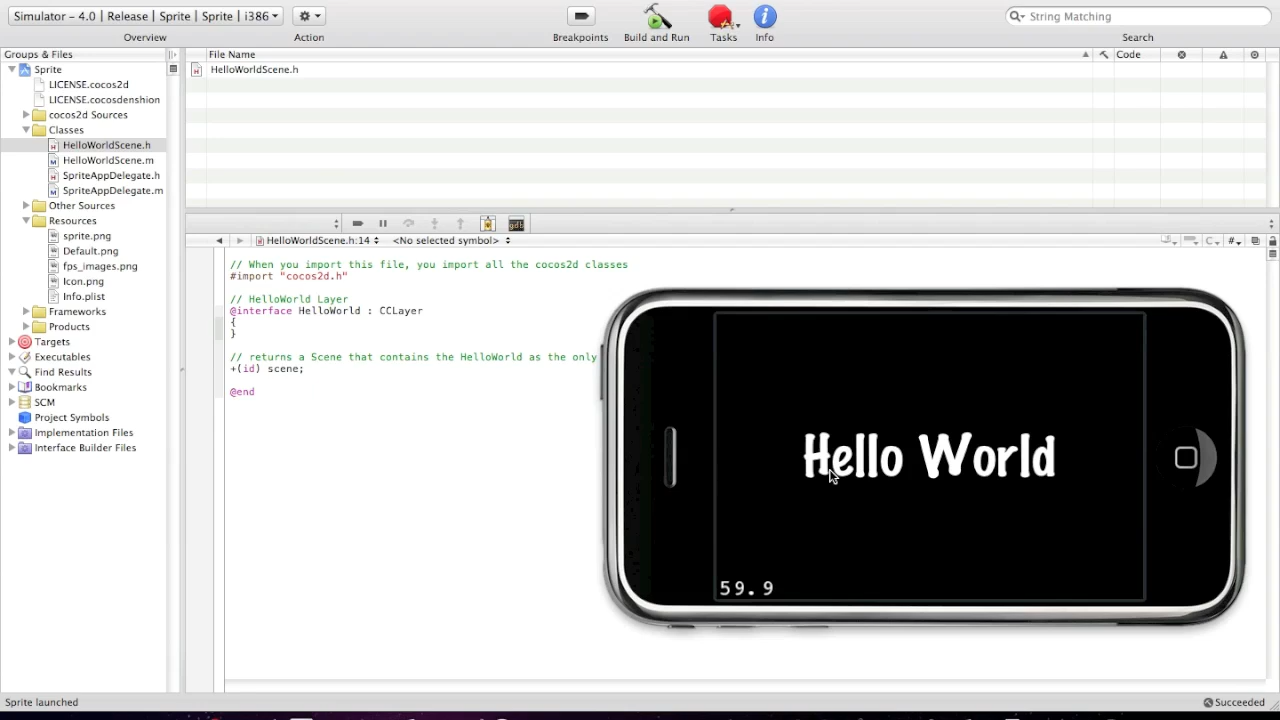 Simulator - 4.0 | Release | Sprite | Sprite | i386
String Matching
Overview
Action
Breakpoints
Build and Run
Tasks
Info
Search
Groups & Files
File Name
Code
Sprite
HelloWorldScene.h
LICENSE.cocos2d
LICENSE.cocosdenshion
cocos2d Sources
Classes
HelloWorldScene.h
HelloWorldScene.m
SpriteAppDelegate.h
SpriteAppDelegate.m
Other Sources
Resources
sprite.png
Default.png
fps_images.png
Icon.png
Info.plist
Frameworks
Products
Targets
Executables
Find Results
Bookmarks
SCM
Project Symbols
Implementation Files
Interface Builder Files
gdb
HelloWorldScene.h:14
<No selected symbol>
C
#
// When you import this file, you import all the cocos2d classes
#import "cocos2d.h"
// HelloWorld Layer
@interface HelloWorld : CCLayer
{
}
// returns a Scene that contains the HelloWorld as the only
+(id) scene;
@end
Hello World
59.9
Sprite launched
Succeeded